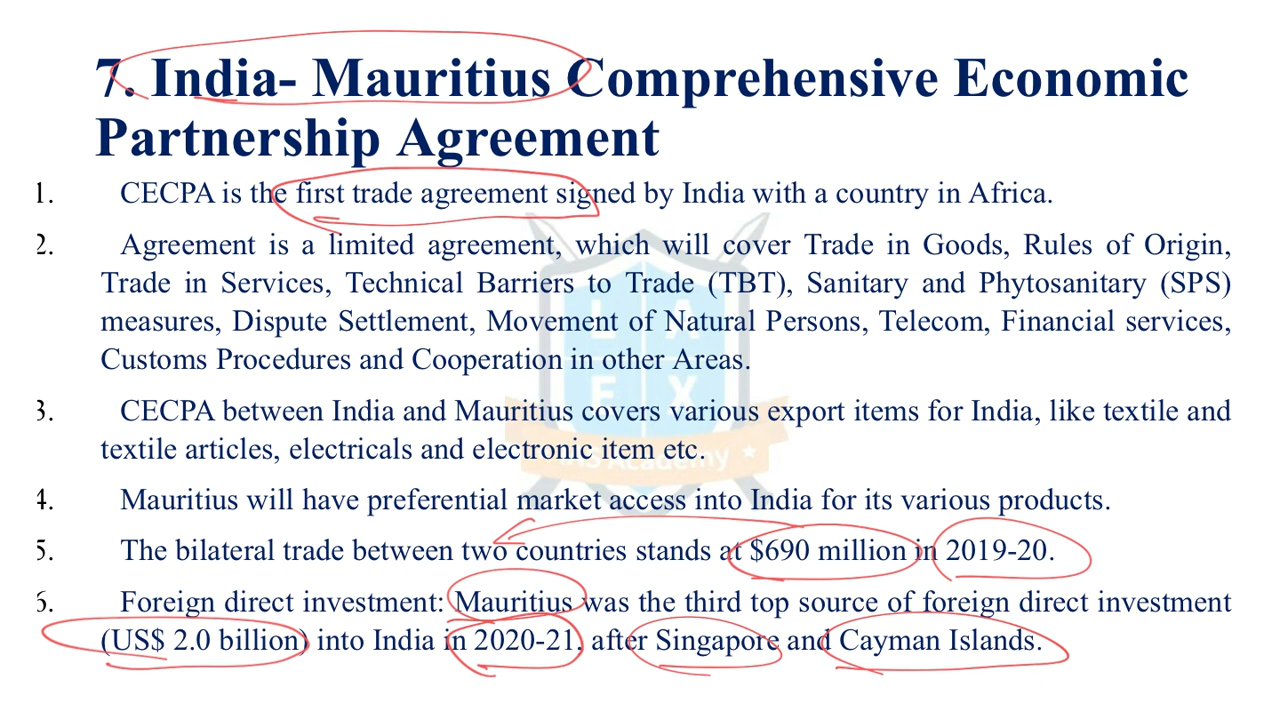 7. India- Mauritius Comprehensive Economic
Partnership Agreement
1. CECPA is the first trade agreement signed by India with a country in Africa.
2. Agreement is a limited agreement, which will cover Trade in Goods, Rules of Origin,
Trade in Services, Technical Barriers to Trade (TBT), Sanitary and Phytosanitary (SPS)
measures, Dispute Settlement, Movement of Natural Persons, Telecom, Financial services,
Customs Procedures and Cooperation in other Areas.
3. CECPA between India and Mauritius covers various export items for India, like textile and
textile articles, electricals and electronic item etc.
4. Mauritius will have preferential market access into India for its various products.
5. The bilateral trade between two countries stands at $690 million in 2019-20.
6. Foreign direct investment: Mauritius was the third top source of foreign direct investment
(US$ 2.0 billion) into India in 2020-21, after Singapore and Cayman Islands.
L A
E X
IAS Academy